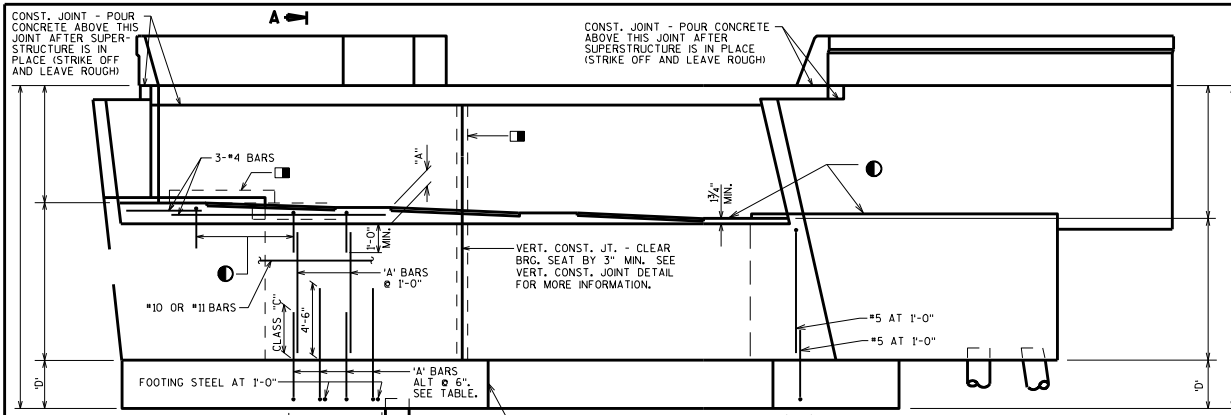 CONST. JOINT - POUR
CONCRETE ABOVE THIS
JOINT AFTER SUPER-
STRUCTURE IS IN
PLACE (STRIKE OFF
AND LEAVE ROUGH)
A
CONST. JOINT - POUR CONCRETE
ABOVE THIS JOINT AFTER
SUPERSTRUCTURE IS IN PLACE
(STRIKE OFF AND LEAVE ROUGH)
3-#4 BARS
"A"
1¾"
MIN.
1'-0"
MIN.
VERT. CONST. JT. - CLEAR
BRG. SEAT BY 3" MIN. SEE
VERT. CONST. JOINT DETAIL
FOR MORE INFORMATION.
'A' BARS
@ 1'-0"
#10 OR #11 BARS
CLASS "C"
4'-6"
#5 AT 1'-0"
#5 AT 1'-0"
'D'
FOOTING STEEL AT 1'-0"
'A' BARS
ALT @ 6".
SEE TABLE.
'D'